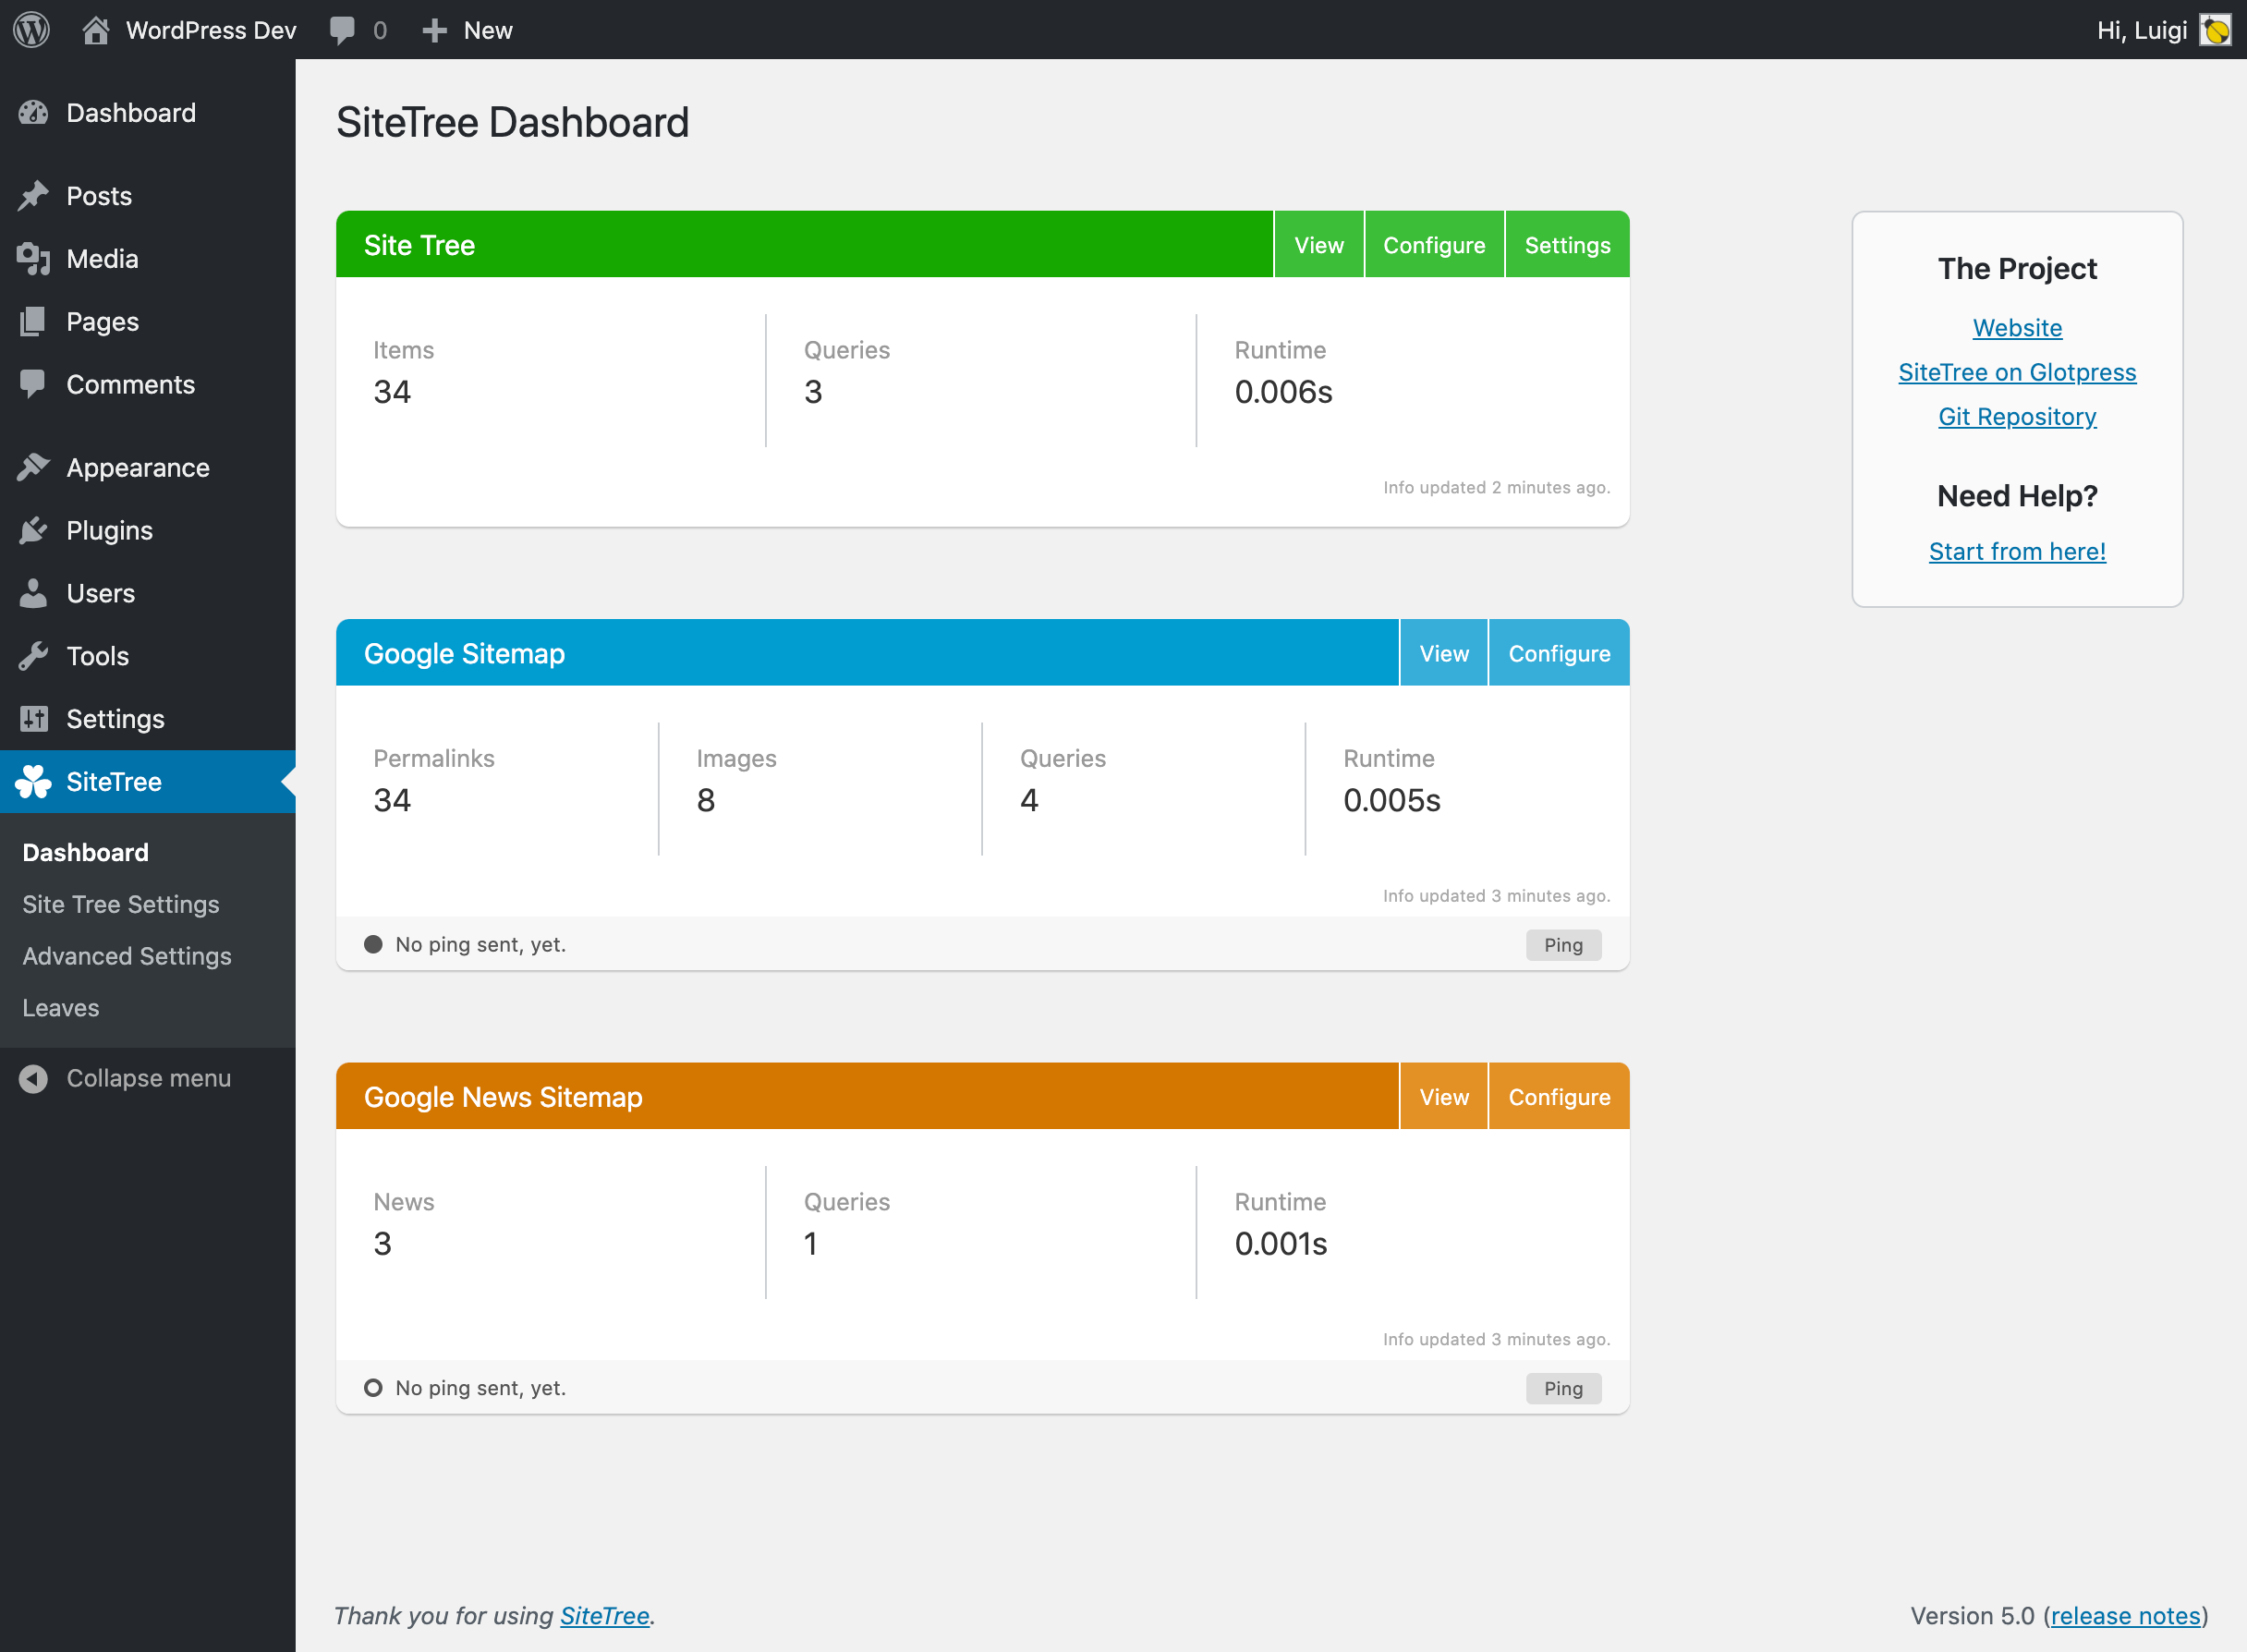 WordPress Dev 0 New Hi, Luigi
Dashboard
Posts
Media
Pages
Comments
Appearance
Plugins
Users
Tools
Settings
SiteTree
Dashboard
Site Tree Settings
Advanced Settings
Leaves
Collapse menu
SiteTree Dashboard
Site Tree View Configure Settings
Items Queries Runtime
34 3 0.006s
Info updated 2 minutes ago.
Google Sitemap View Configure
Permalinks Images Queries Runtime
34 8 4 0.005s
Info updated 3 minutes ago.
No ping sent, yet. Ping
Google News Sitemap View Configure
News Queries Runtime
3 1 0.001s
Info updated 3 minutes ago.
No ping sent, yet. Ping
The Project
Website
SiteTree on Glotpress
Git Repository
Need Help?
Start from here!
Thank you for using SiteTree. Version 5.0 (release notes)